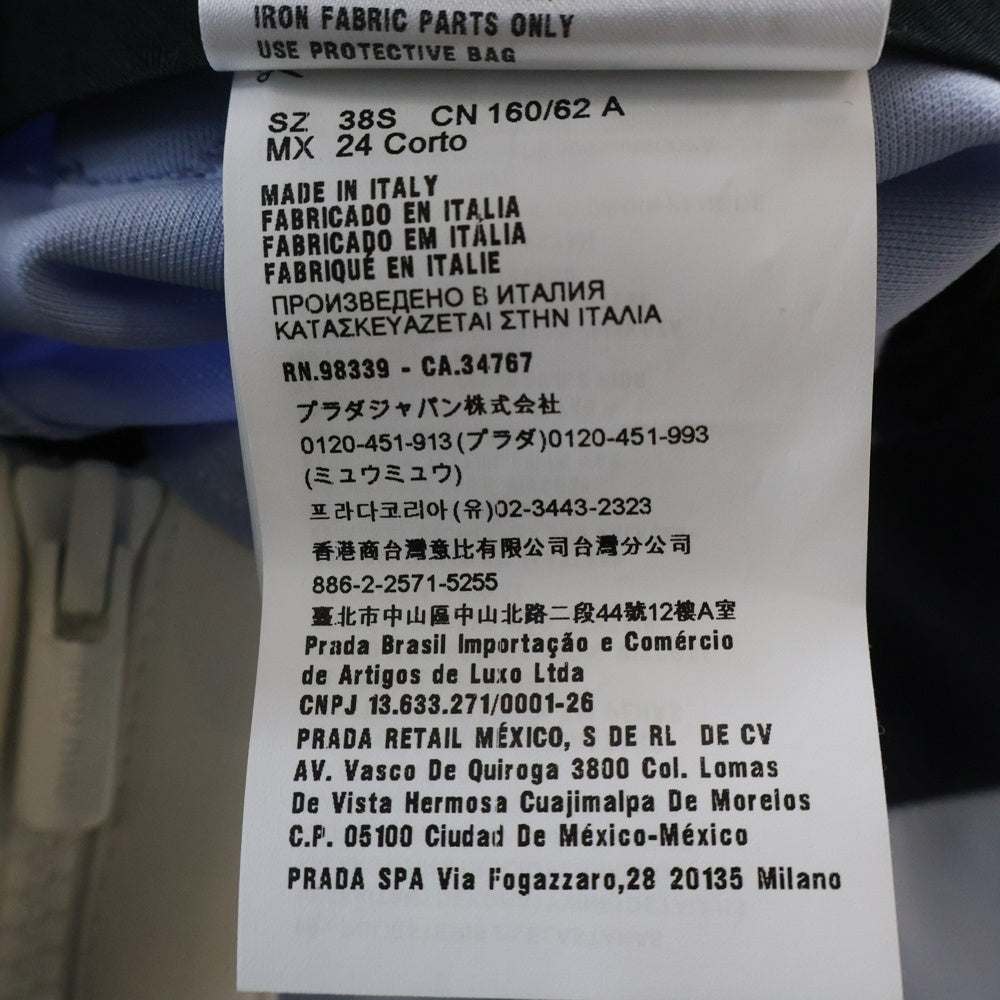 IRON FABRIC PARTS ONLY
USE PROTECTIVE BAG
SZ 38S CN 160/62 A
MX 24 Corto
MADE IN ITALY
FABRICADO EN ITALIA
FABRICADO EM ITÁLIA
FABRIQUÉ EN ITALIE
ПРОИЗВЕДЕНО В ИТАЛИЯ
ΚΑΤΑΣΚΕΥΑΖΕΤΑΙ ΣΤΗΝ ΙΤΑΛΙΑ
RN.98339 - CA.34767
プラダジャパン株式会社
0120-451-913(プラダ)0120-451-993
(ミュウミュウ)
프라다코리아(유)02-3443-2323
香港商台灣意比有限公司台灣分公司
886-2-2571-5255
臺北市中山區中山北路二段44號12樓A室
Prada Brasil Importação e Comércio
de Artigos de Luxo Ltda
CNPJ 13.633.271/0001-26
PRADA RETAIL MÉXICO, S DE RL DE CV
AV. Vasco De Quiroga 3800 Col. Lomas
De Vista Hermosa Cuajimalpa De Morelos
C.P. 05100 Ciudad De México-México
PRADA SPA Via Fogazzaro,28 20135 Milano